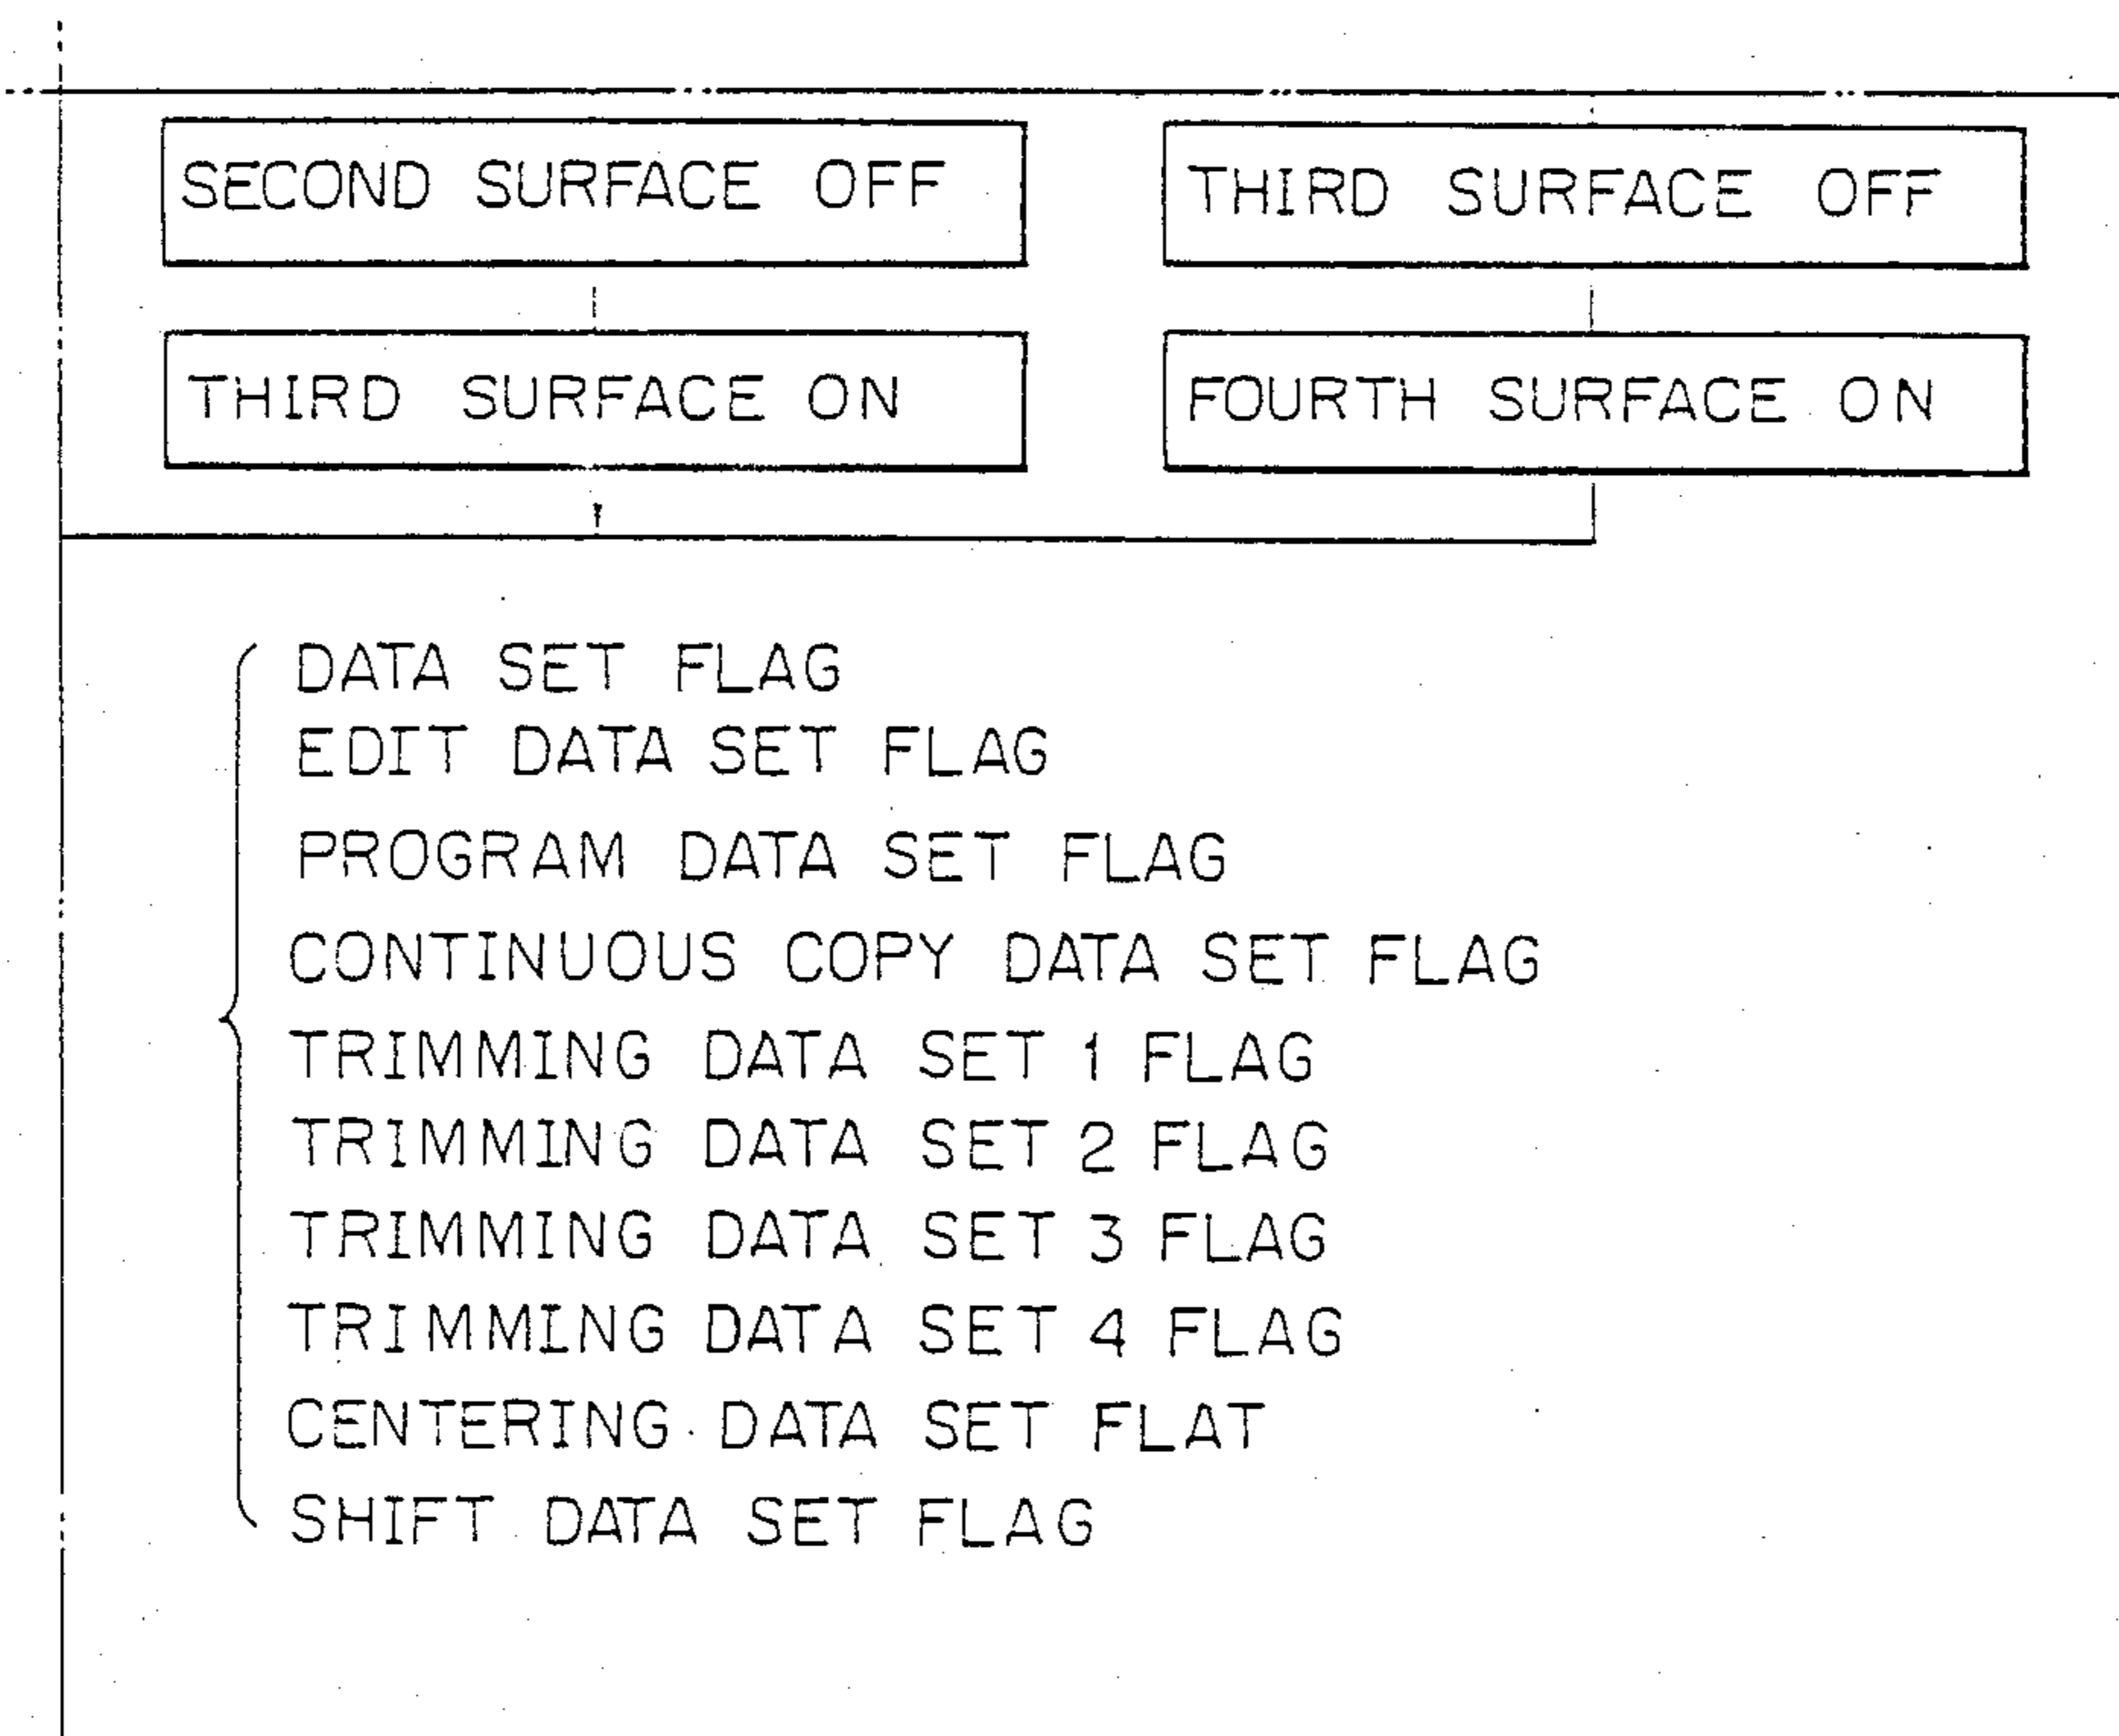 SECOND SURFACE OFF
THIRD SURFACE OFF
THIRD SURFACE ON
FOURTH SURFACE ON
DATA SET FLAG
EDIT DATA SET FLAG
PROGRAM DATA SET FLAG
CONTINUOUS COPY DATA SET FLAG
TRIMMING DATA SET 1 FLAG
TRIMMING DATA SET 2 FLAG
TRIMMING DATA SET 3 FLAG
TRIMMING DATA SET 4 FLAG
CENTERING DATA SET FLAT
SHIFT DATA SET FLAG